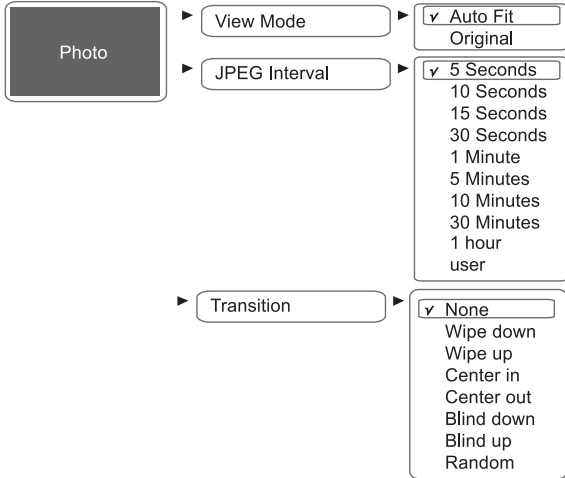 Photo
View Mode
✓ Auto Fit
Original
JPEG Interval
✓ 5 Seconds
10 Seconds
15 Seconds
30 Seconds
1 Minute
5 Minutes
10 Minutes
30 Minutes
1 hour
user
Transition
✓ None
Wipe down
Wipe up
Center in
Center out
Blind down
Blind up
Random